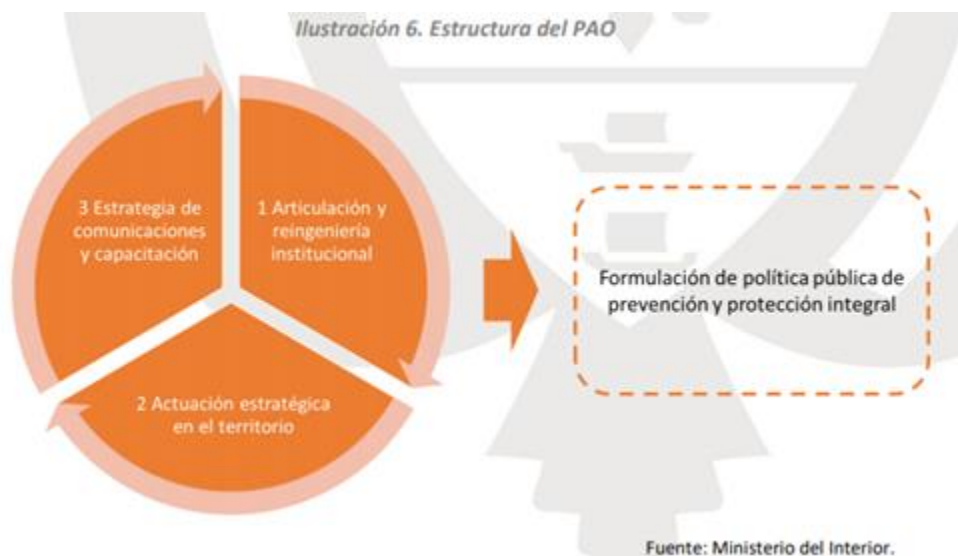 Ilustración 6. Estructura del PAO
3 Estrategia de
comunicaciones
y capacitación
1 Articulación y
reingeniería
institucional
2 Actuación estratégica
en el territorio
Formulación de política pública de
prevención y protección integral
Fuente: Ministerio del Interior.